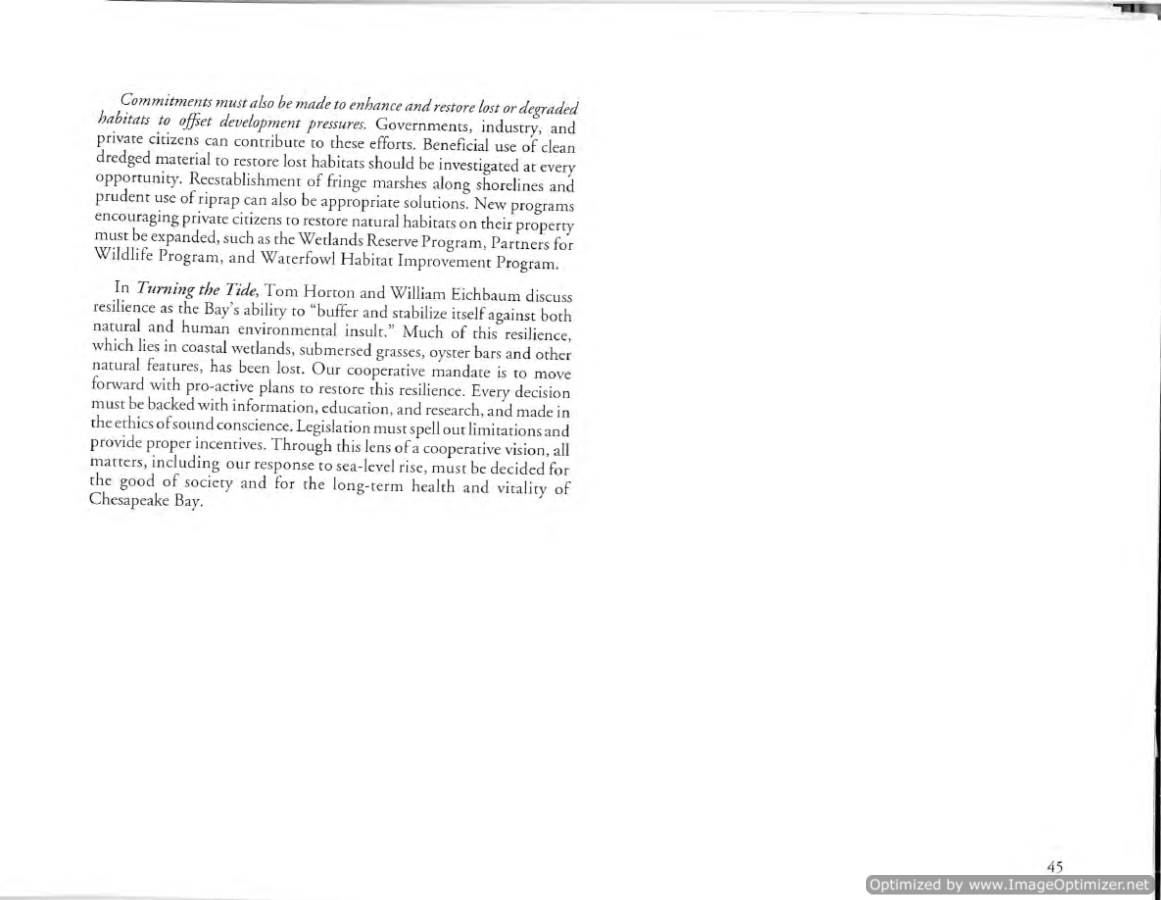 Commitments must also be made to enhance and restore lost or degraded
habitats to offset development pressures. Governments, industry, and
private citizens can contribute to these efforts. Beneficial use of clean
dredged material to restore lost habitats should be investigated at every
opportunity. Reestablishment of fringe marshes along shorelines and
prudent use of riprap can also be appropriate solutions. New programs
encouraging private citizens to restore natural habitats on their property
must be expanded, such as the Wetlands Reserve Program, Partners for
Wildlife Program, and Waterfowl Habitat Improvement Program.
In Turning the Tide, Tom Horton and William Eichbaum discuss
resilience as the Bay's ability to “buffer and stabilize itself against both
natural and human environmental insult.” Much of this resilience,
which lies in coastal wetlands, submersed grasses, oyster bars and other
natural features, has been lost. Our cooperative mandate is to move
forward with pro-active plans to restore this resilience. Every decision
must be backed with information, education, and research, and made in
the ethics of sound conscience. Legislation must spell out limitations and
provide proper incentives. Through this lens of a cooperative vision, all
matters, including our response to sea-level rise, must be decided for
the good of society and for the long-term health and vitality of
Chesapeake Bay.
45
Optimized by www.ImageOptimizer.net